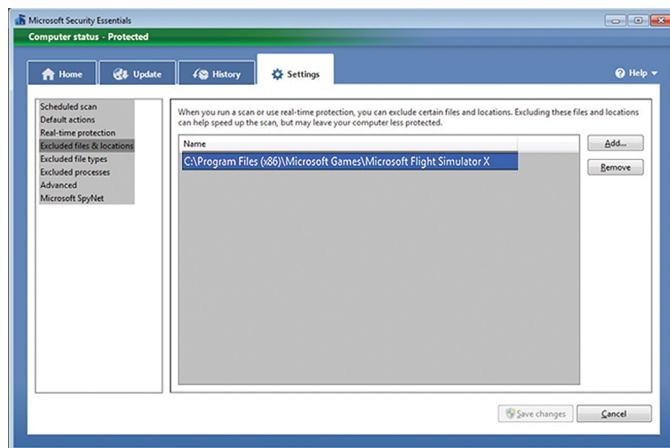 Microsoft Security Essentials
Computer status - Protected
Home
Update
History
Settings
Help
Scheduled scan
Default actions
Real-time protection
Excluded files & locations
Excluded file types
Excluded processes
Advanced
Microsoft SpyNet
When you run a scan or use real-time protection, you can exclude certain files and locations. Excluding these files and locations
can help speed up the scan, but may leave your computer less protected.
Name
C:\Program Files (x86)\Microsoft Games\Microsoft Flight Simulator X
Add...
Remove
Save changes
Cancel